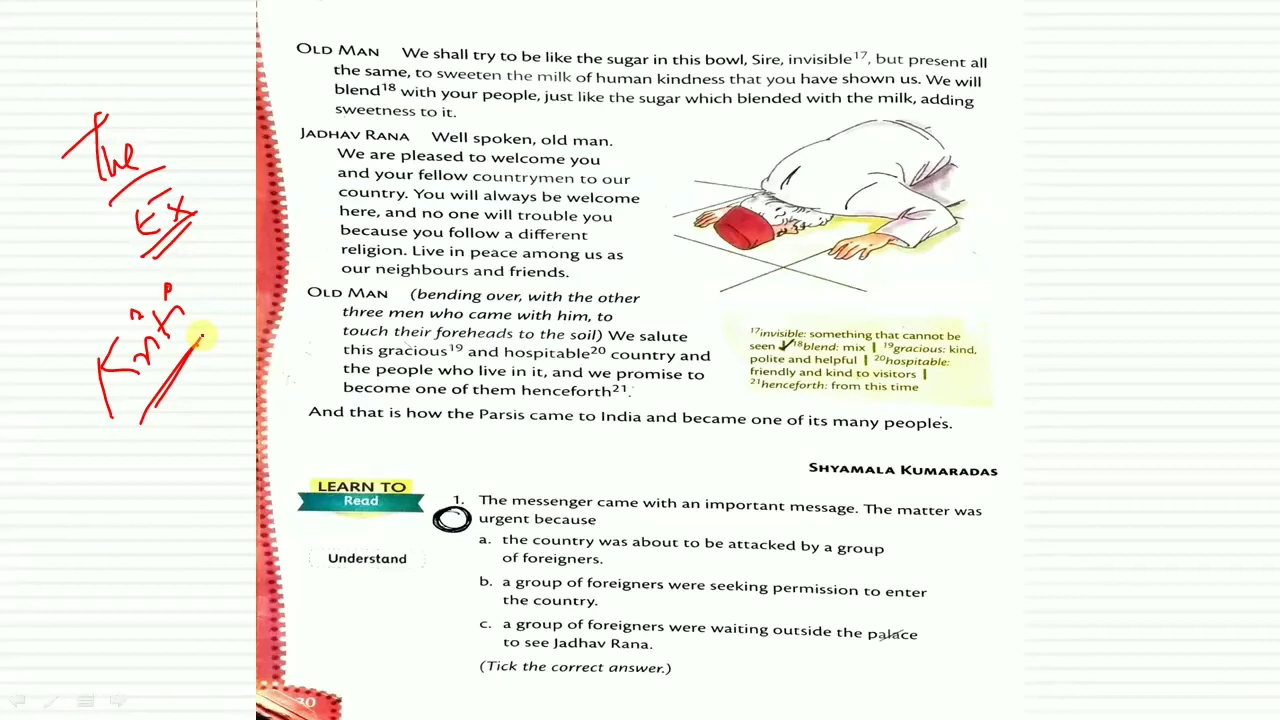 OLD MAN We shall try to be like the sugar in this bowl, Sire, invisible17, but present all
the same, to sweeten the milk of human kindness that you have shown us. We will
blend18 with your people, just like the sugar which blended with the milk, adding
sweetness to it.
JADHAV RANA Well spoken, old man.
We are pleased to welcome you
and your fellow countrymen to our
country. You will always be welcome
here, and no one will trouble you
because you follow a different
religion. Live in peace among us as
our neighbours and friends.
OLD MAN (bending over, with the other
three men who came with him, to
touch their foreheads to the soil) We salute
this gracious19 and hospitable20 country and
the people who live in it, and we promise to
become one of them henceforth21.
17invisible: something that cannot be
seen | 18blend: mix | 19gracious: kind,
polite and helpful | 20hospitable:
friendly and kind to visitors |
21henceforth: from this time
And that is how the Parsis came to India and became one of its many peoples.
SHYAMALA KUMARADAS
LEARN TO
Read
Understand
1. The messenger came with an important message. The matter was
urgent because
a. the country was about to be attacked by a group
of foreigners.
b. a group of foreigners were seeking permission to enter
the country.
c. a group of foreigners were waiting outside the palace
to see Jadhav Rana.
(Tick the correct answer.)
30
The
Ex